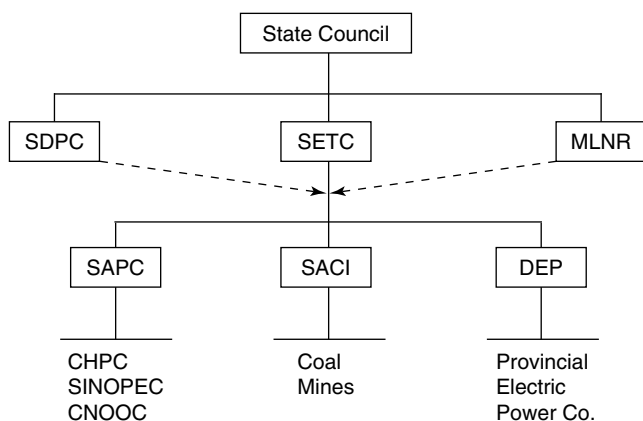 State Council
SDPC
SETC
MLNR
SAPC
SACI
DEP
CHPC
SINOPEC
CNOOC
Coal
Mines
Provincial
Electric
Power Co.